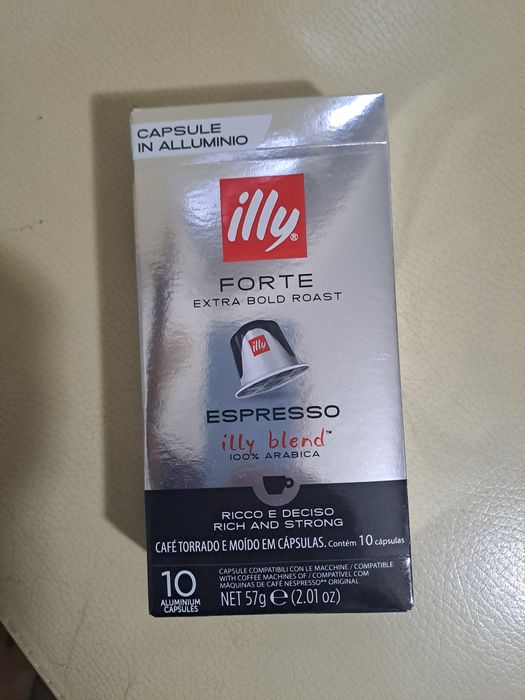 CAPSULE
IN ALLUMINIO
illy®
FORTE
EXTRA BOLD ROAST
illy
ESPRESSO
illy blend™
100% ARABICA
RICCO E DECISO
RICH AND STRONG
CAFÉ TORRADO E MOÍDO EM CÁPSULAS. Contém 10 cápsulas
10
ALUMINIUM
CAPSULES
CAPSULE COMPATIBILI CON LE MACCHINE / COMPATIBLE
WITH COFFEE MACHINES OF / COMPATÍVEL COM
MÁQUINAS DE CAFÉ NESPRESSO** ORIGINAL
NET 57g ℮ (2.01 oz)